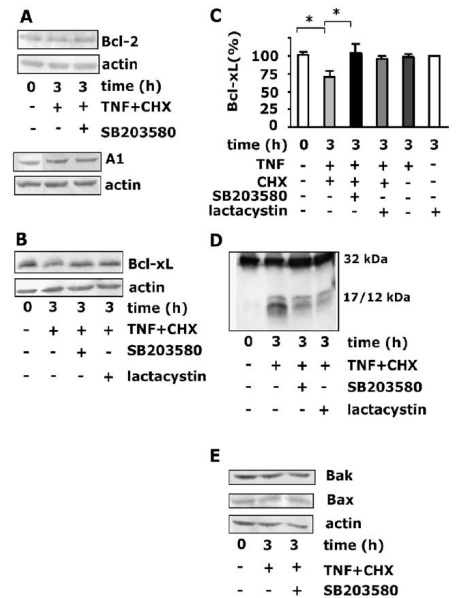 A
Bcl-2
actin
0 3 3 time (h)
- + + TNF+CHX
- - + SB203580
A1
actin
B
Bcl-xL
actin
0 3 3 3 time (h)
- + + + TNF+CHX
- - + - SB203580
- - - + lactacystin
C
* *
Bcl-xL(%)
100
75
50
25
0
time (h) 0 3 3 3 3 3
TNF - + + + + -
CHX - + + + - -
SB203580 - - + - - -
lactacystin - - - + - +
D
32 kDa
17/12 kDa
0 3 3 3 time (h)
- + + + TNF+CHX
- - + - SB203580
- - - + lactacystin
E
Bak
Bax
actin
0 3 3 time (h)
- + + TNF+CHX
- - + SB203580